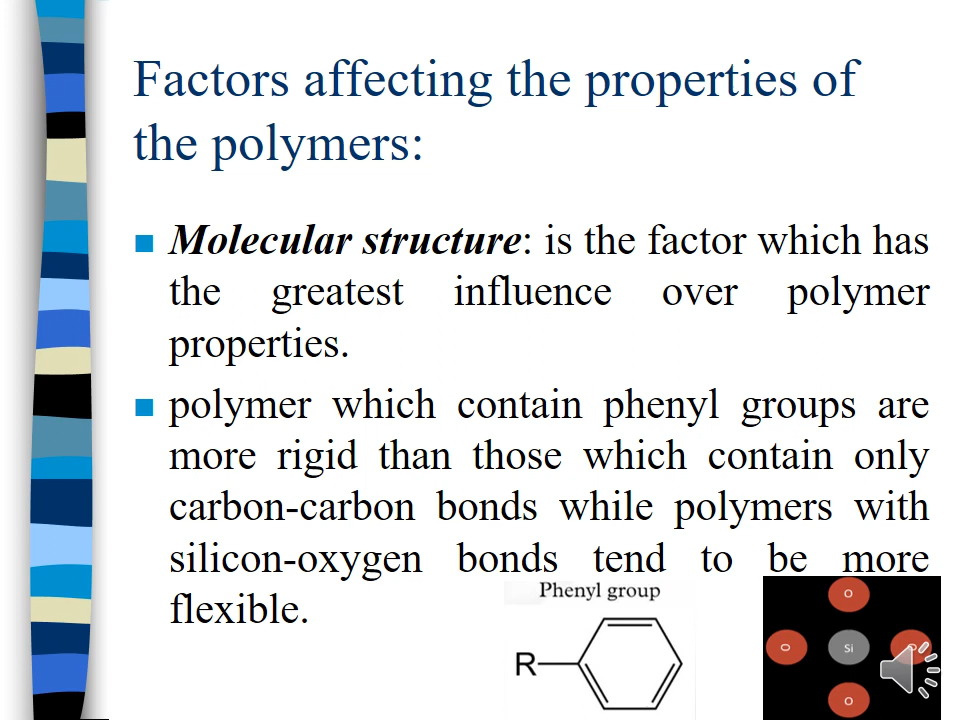 Factors affecting the properties of
the polymers:
■ Molecular structure: is the factor which has
the greatest influence over polymer
properties.
■ polymer which contain phenyl groups are
more rigid than those which contain only
carbon-carbon bonds while polymers with
silicon-oxygen bonds tend to be more
flexible.
Phenyl group
R
O
O Si O
O